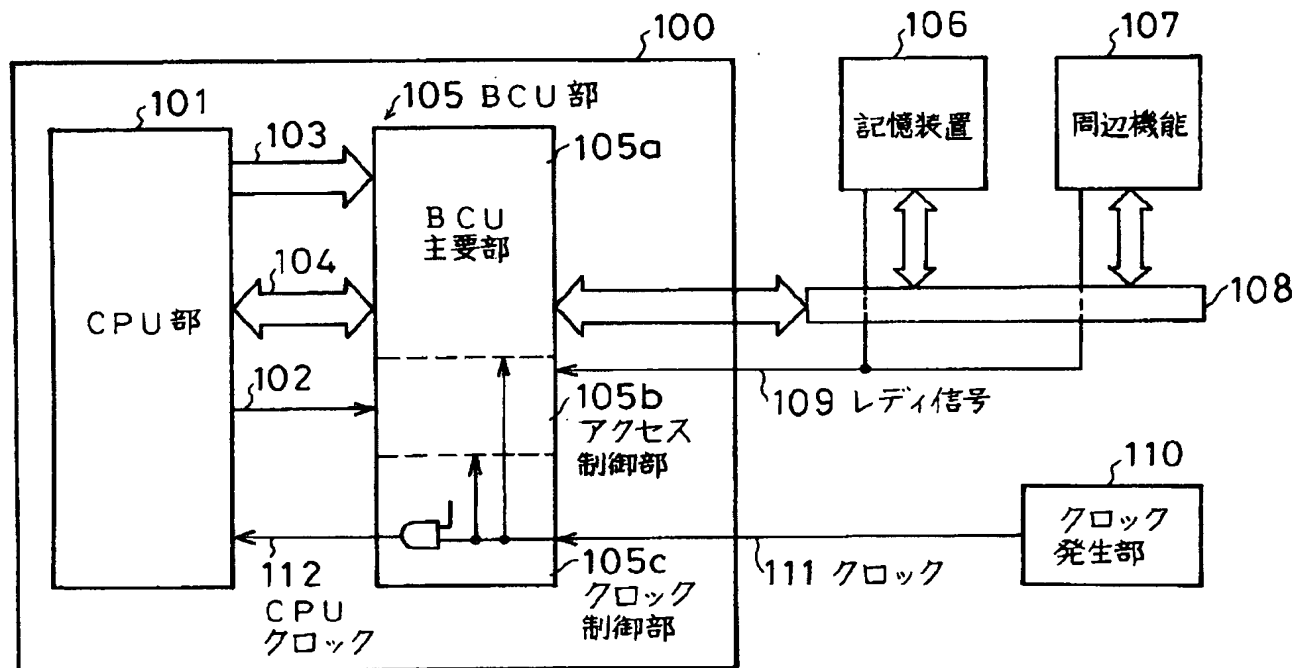 100
106
107
101
105 BCU部
103
105a
記憶装置
周辺機能
BCU
主要部
104
108
CPU部
102
109 レディ信号
105b
アクセス
制御部
110
クロック
発生部
112
CPU
クロック
105c
クロック
制御部
111 クロック